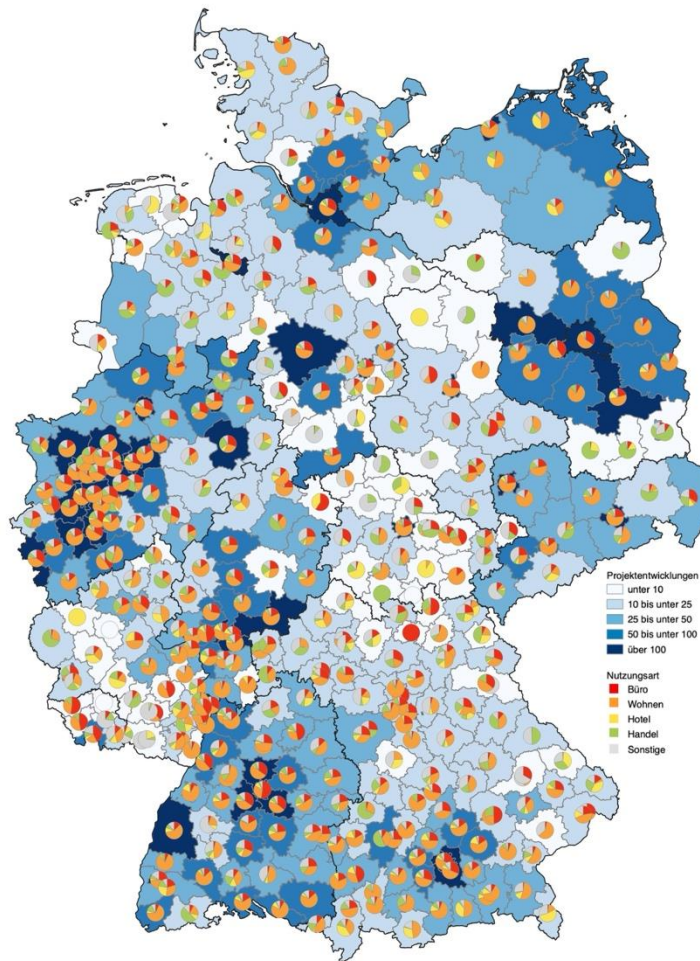 Projektentwicklungen
unter 10
10 bis unter 25
25 bis unter 50
50 bis unter 100
über 100
Nutzungsart
Büro
Wohnen
Hotel
Handel
Sonstige